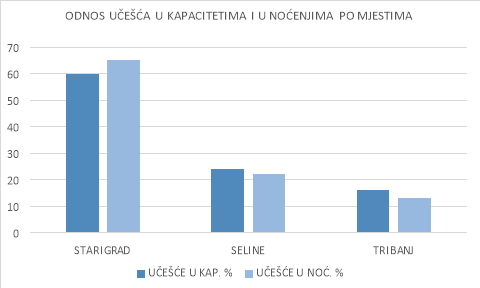 ODNOS UČEŠĆA U KAPACITETIMA I U NOĆENJIMA PO MJESTIMA
70
60
50
40
30
20
10
0
STARIGRAD SELINE TRIBANJ
UČEŠĆE U KAP. % UČEŠĆE U NOĆ. %